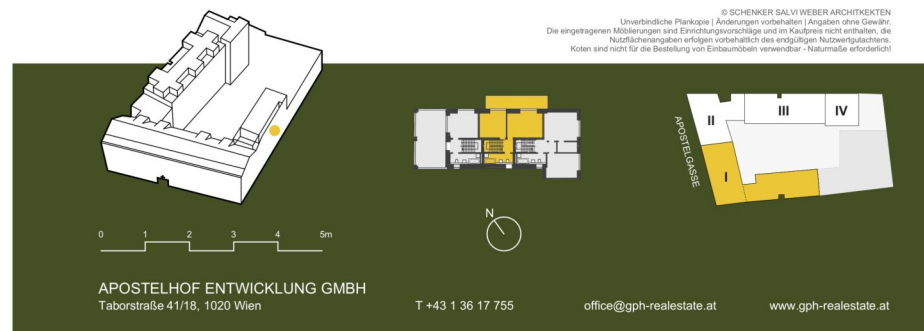 © SCHENKER SALVI WEBER ARCHITKEKTEN
Unverbindliche Plankopie | Änderungen vorbehalten | Angaben ohne Gewähr.
Die eingetragenen Möblierungen sind Einrichtungsvorschläge und im Kaufpreis nicht enthalten, die
Nutzflächenangaben erfolgen vorbehaltlich des endgültigen Nutzwertgutachtens.
Koten sind nicht für die Bestellung von Einbaumöbeln verwendbar - Naturmaße erforderlich!
II
III
IV
APOSTELGASSE
I
N
0 1 2 3 4 5m
APOSTELHOF ENTWICKLUNG GMBH
Taborstraße 41/18, 1020 Wien
T +43 1 36 17 755
office@gph-realestate.at
www.gph-realestate.at